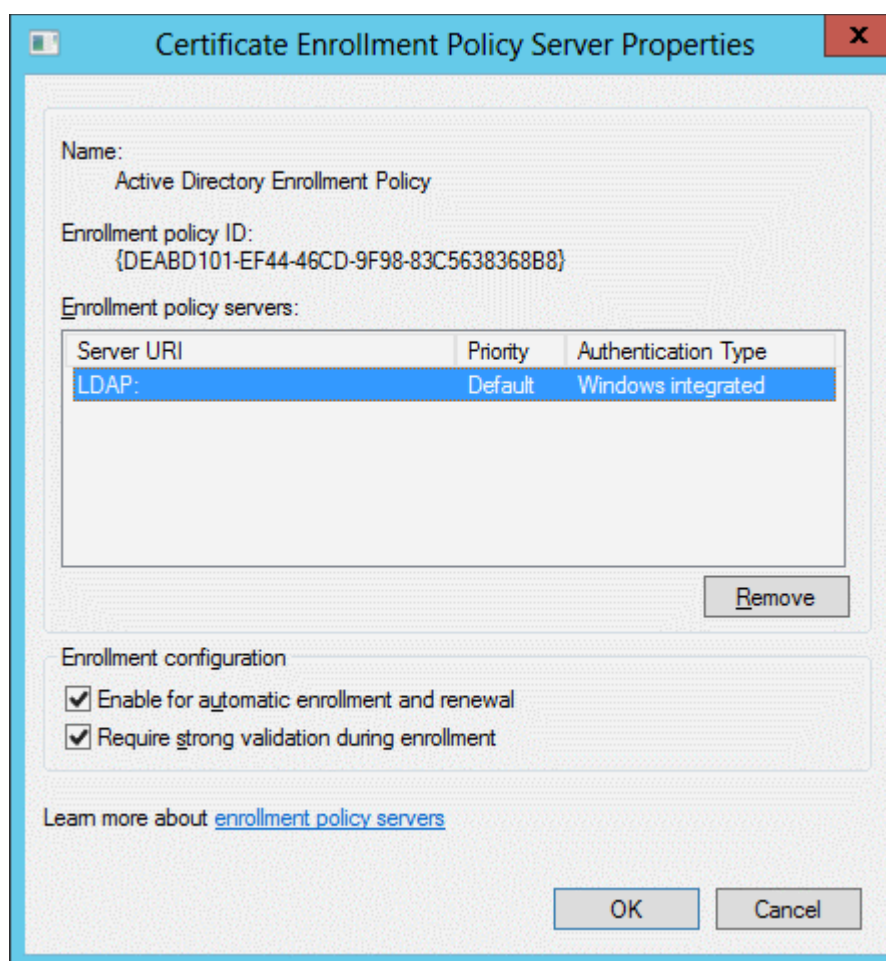 Certificate Enrollment Policy Server Properties
x
Name:
Active Directory Enrollment Policy
Enrollment policy ID:
{DEABD101-EF44-46CD-9F98-83C5638368B8}
Enrollment policy servers:
Server URI Priority Authentication Type
LDAP: Default Windows integrated
Remove
Enrollment configuration
Enable for automatic enrollment and renewal
Require strong validation during enrollment
Learn more about enrollment policy servers
OK Cancel